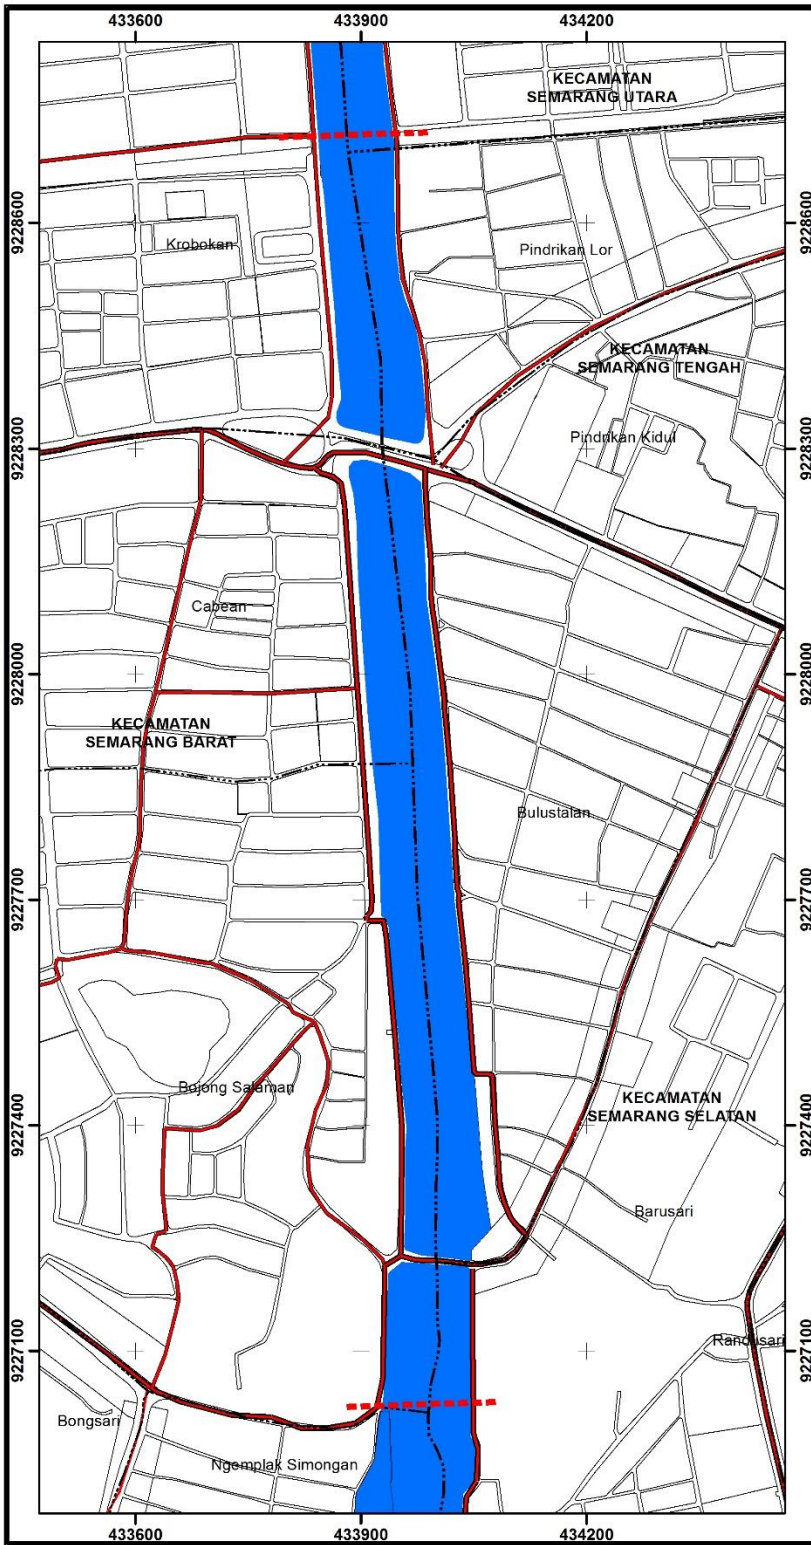 433600
433900
434200
KECAMATAN
SEMARANG UTARA
9228600
9228600
Krobokan
Pindrikan Lor
KECAMATAN
SEMARANG TENGAH
Pindrikan Kidul
9228300
9228300
Cabean
9228000
9228000
KECAMATAN
SEMARANG BARAT
Bulustalan
9227700
9227700
Bojong Salaman
KECAMATAN
SEMARANG SELATAN
9227400
9227400
Barusari
Randusari
9227100
9227100
Bongsari
Ngemplak Simongan
433600
433900
434200